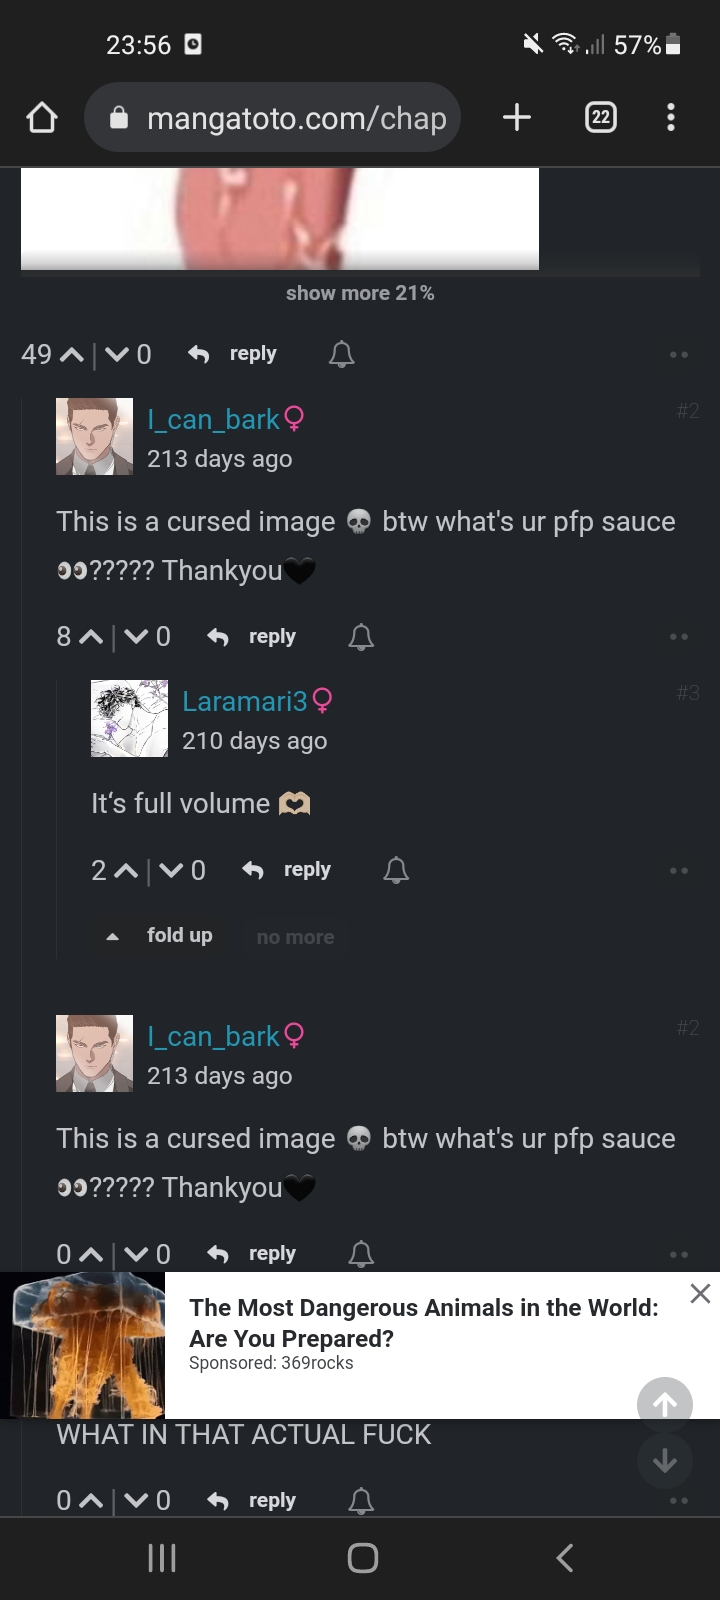 23:56
57%
mangatoto.com/chap
22
show more 21%
49 | 0 reply
I_can_bark♀
#2
213 days ago
This is a cursed image 💀 btw what's ur pfp sauce
👀????? Thankyou🖤
8 | 0 reply
Laramari3♀
#3
210 days ago
It‘s full volume 🫶🏼
2 | 0 reply
fold up no more
I_can_bark♀
#2
213 days ago
This is a cursed image 💀 btw what's ur pfp sauce
👀????? Thankyou🖤
0 | 0 reply
The Most Dangerous Animals in the World:
Are You Prepared?
Sponsored: 369rocks
WHAT IN THAT ACTUAL FUCK
0 | 0 reply